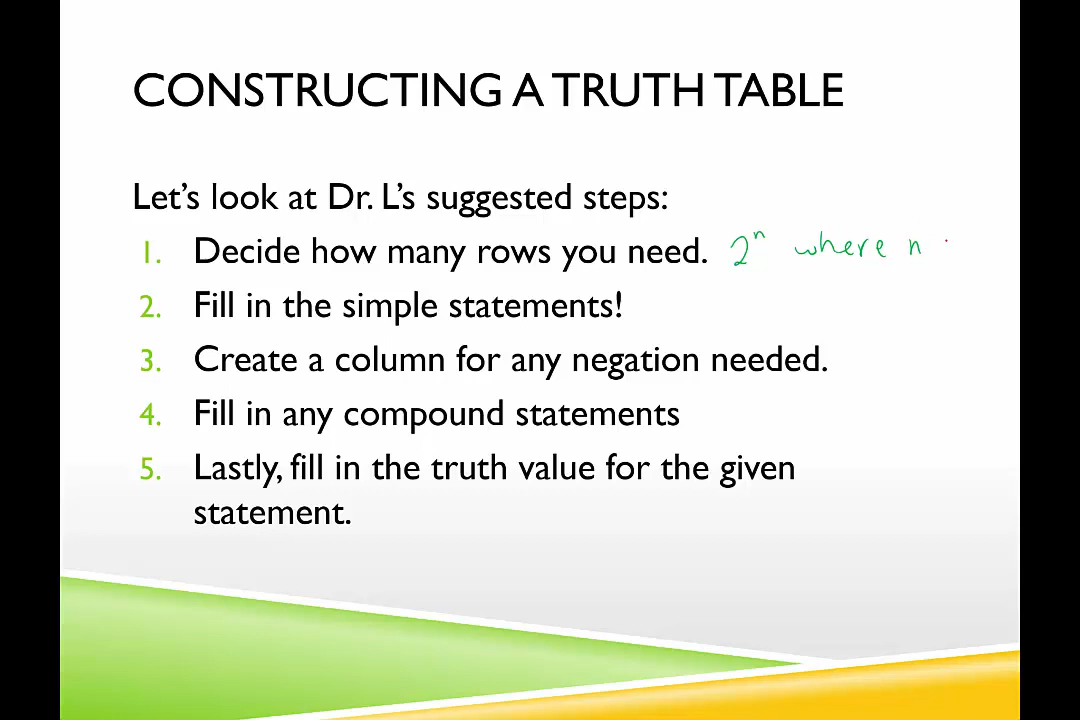 CONSTRUCTING A TRUTH TABLE
Let's look at Dr. L's suggested steps:
1. Decide how many rows you need. 2ⁿ where n
2. Fill in the simple statements!
3. Create a column for any negation needed.
4. Fill in any compound statements
5. Lastly, fill in the truth value for the given
statement.